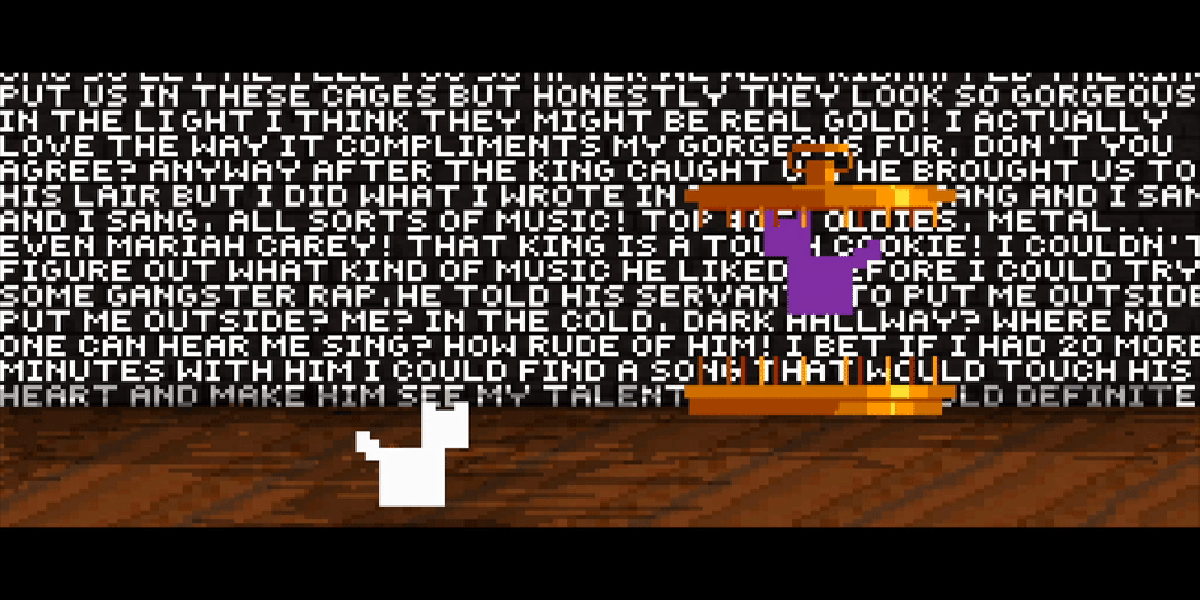 PUT US IN THESE CAGES BUT HONESTLY THEY LOOK SO GORGEOUS
IN THE LIGHT I THINK THEY MIGHT BE REAL GOLD! I ACTUALLY
LOVE THE WAY IT COMPLIMENTS MY FUR, DON'T YOU
AGREE? ANYWAY AFTER THE KING CAUGHT HE BROUGHT US TO
HIS LAIR BUT I DID WHAT I WROTE IN AND I SAN
AND I SANG, ALL SORTS OF MUSIC! TOP 40, OLDIES, METAL ...
EVEN MARIAH CAREY! THAT KING IS A TOUGH COOKIE! I COULDN'T
FIGURE OUT WHAT KIND OF MUSIC HE LIKED I COULD TRY
SOME GANGSTER RAP,HE TOLD HIS SERVANT TO PUT ME OUTSIDE
PUT ME OUTSIDE? ME? IN THE COLD, DARK HALLWAY? WHERE NO
ONE CAN HEAR ME SING? HOW RUDE OF HIM! I BET IF I HAD 20 MORE
MINUTES WITH HIM I COULD FIND A SONG THAT WOULD TOUCH HIS
HEART AND MAKE HIM SEE MY TALENT LD DEFINITE